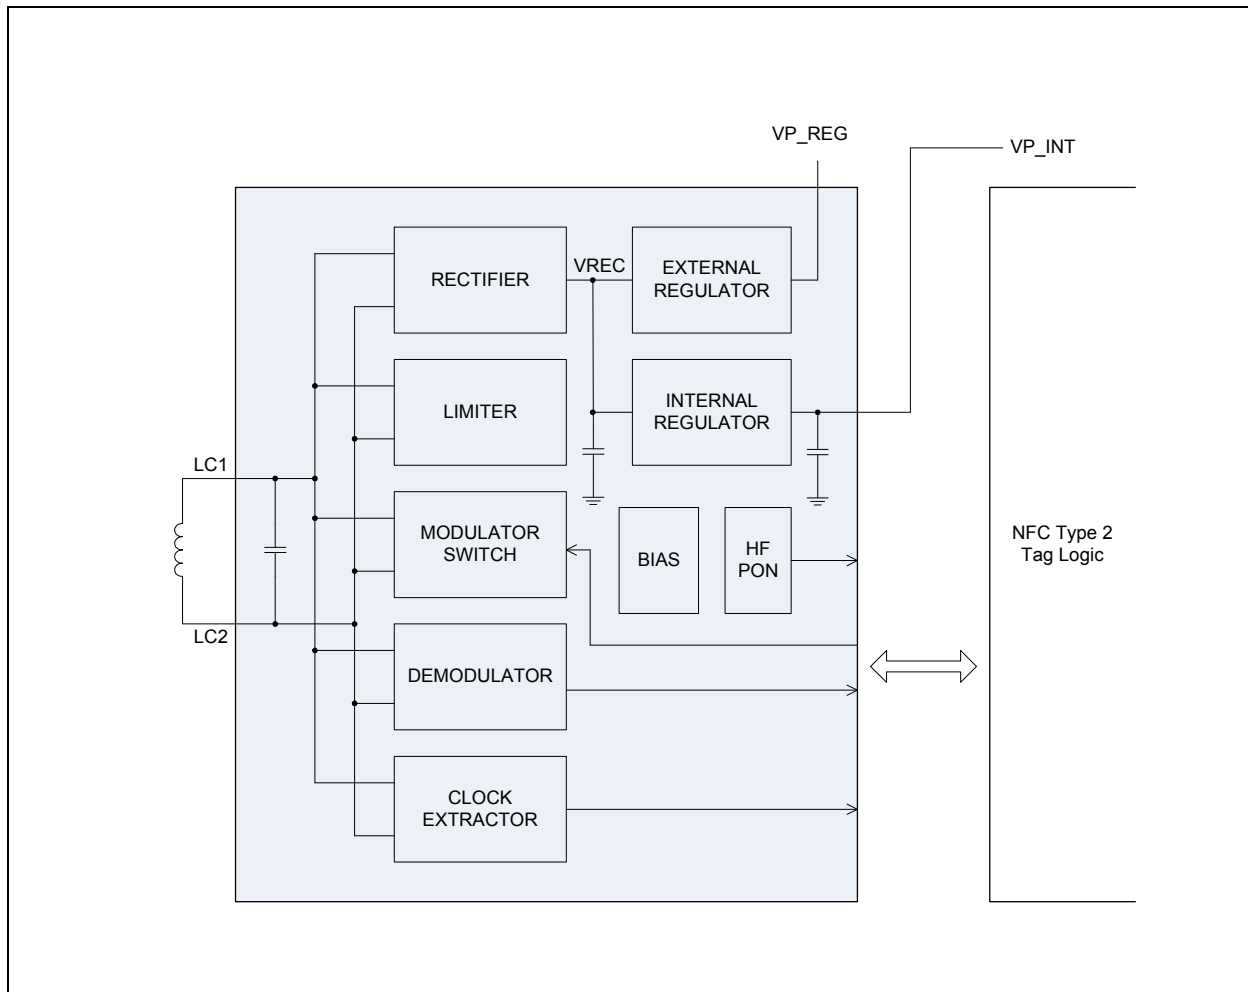 VP_REG
VP_INT
RECTIFIER
VREC
EXTERNAL
REGULATOR
LIMITER
INTERNAL
REGULATOR
LC1
MODULATOR
SWITCH
BIAS
HF
PON
NFC Type 2
Tag Logic
LC2
DEMODULATOR
CLOCK
EXTRACTOR